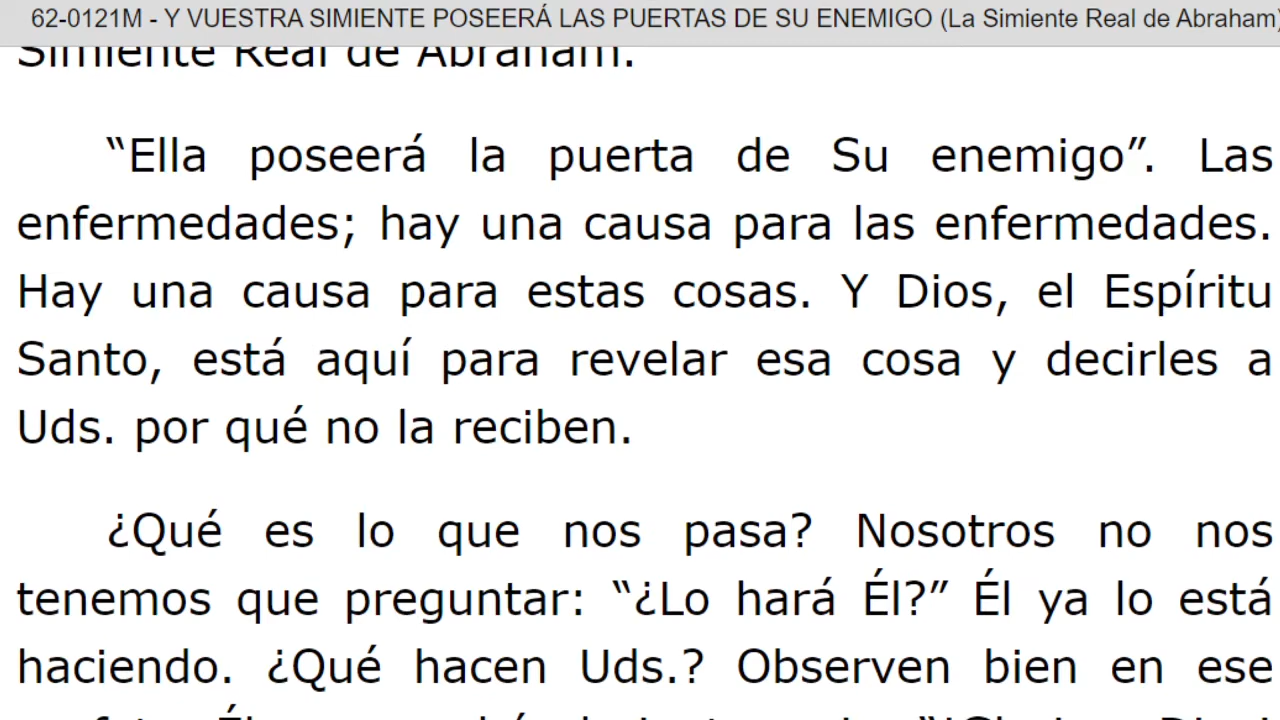 62-0121M - Y VUESTRA SIMIENTE POSEERÁ LAS PUERTAS DE SU ENEMIGO (La Simiente Real de Abraham)
Simiente Real de Abraham.
“Ella poseerá la puerta de Su enemigo”. Las
enfermedades; hay una causa para las enfermedades.
Hay una causa para estas cosas. Y Dios, el Espíritu
Santo, está aquí para revelar esa cosa y decirles a
Uds. por qué no la reciben.
¿Qué es lo que nos pasa? Nosotros no nos
tenemos que preguntar: “¿Lo hará Él?” Él ya lo está
haciendo. ¿Qué hacen Uds.? Observen bien en ese